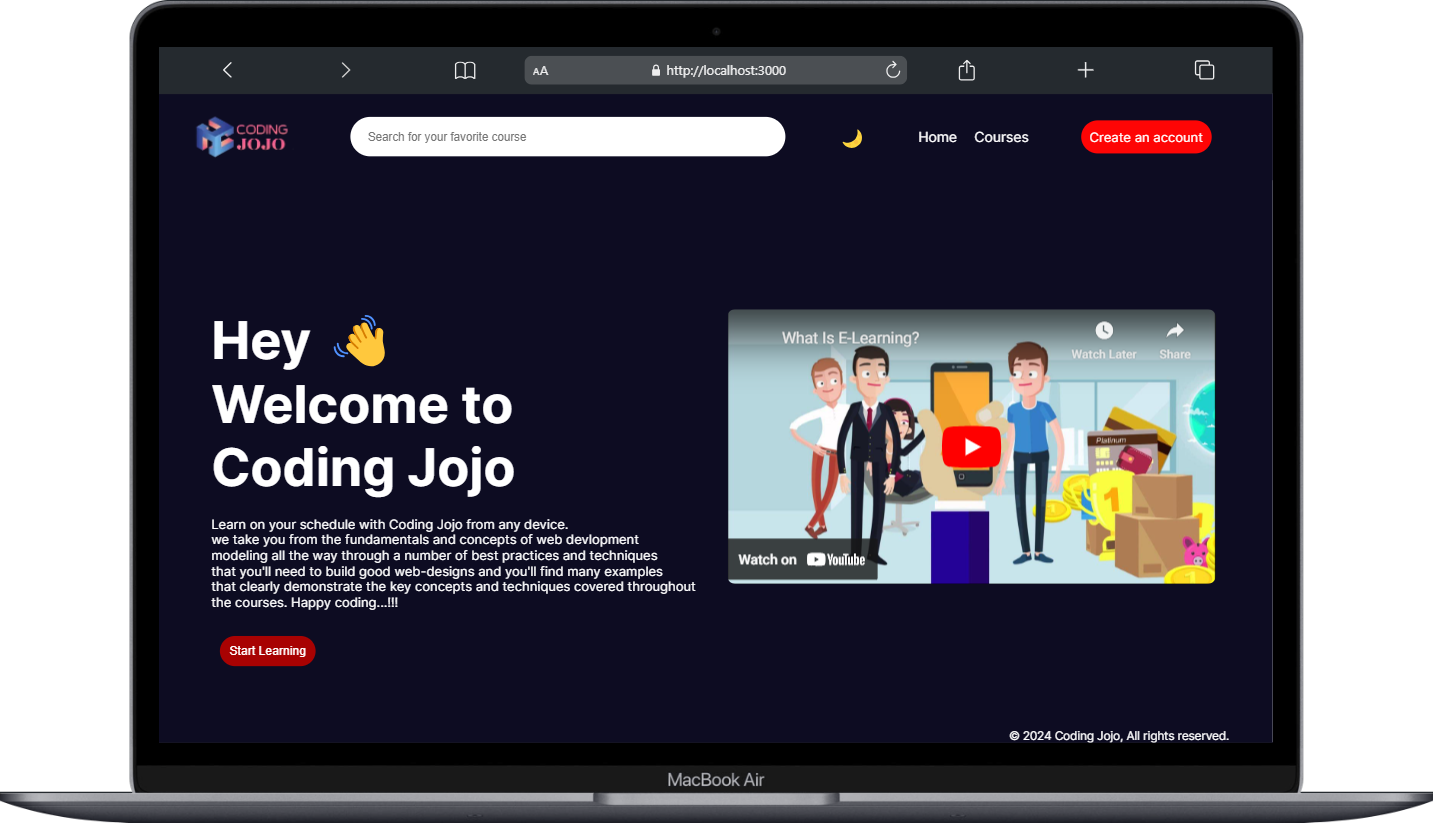 AA
http://localhost:3000
CODING
JOJO
Search for your favorite course
Home
Courses
Create an account
Hey 👋
Welcome to
Coding Jojo
Learn on your schedule with Coding Jojo from any device.
we take you from the fundamentals and concepts of web devlopment
modeling all the way through a number of best practices and techniques
that you'll need to build good web-designs and you'll find many examples
that clearly demonstrate the key concepts and techniques covered throughout
the courses. Happy coding...!!!
Start Learning
What Is E-Learning?
Watch Later
Share
Platinum
1
1
Watch on YouTube
© 2024 Coding Jojo, All rights reserved.
MacBook Air